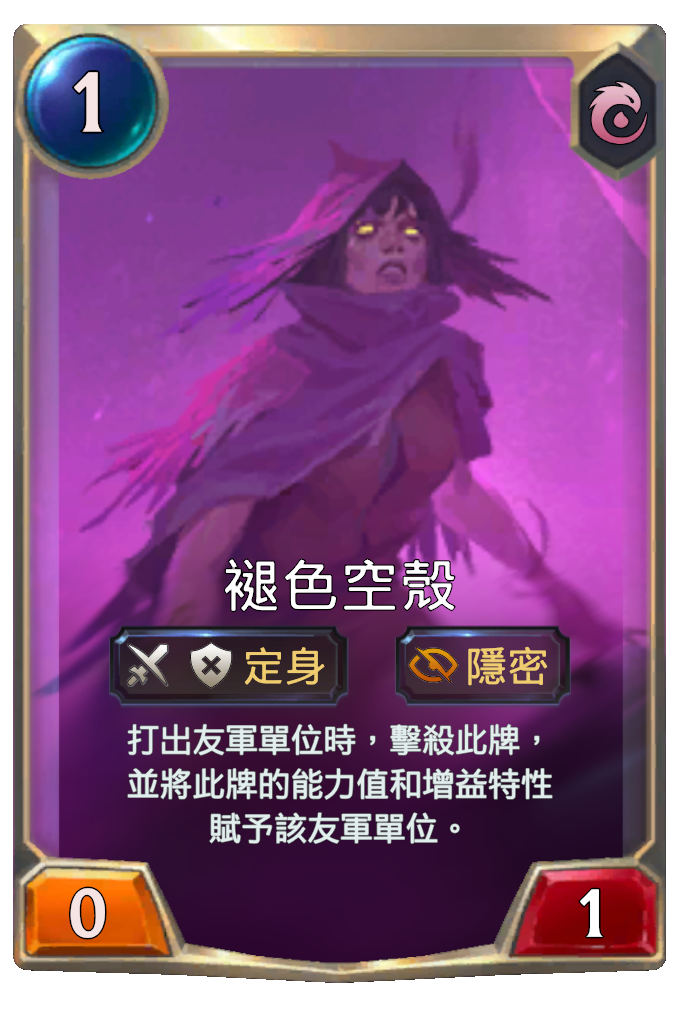 1
褪色空殼
定身 隱密
打出友軍單位時，擊殺此牌，
並將此牌的能力值和增益特性
賦予該友軍單位。
0 1